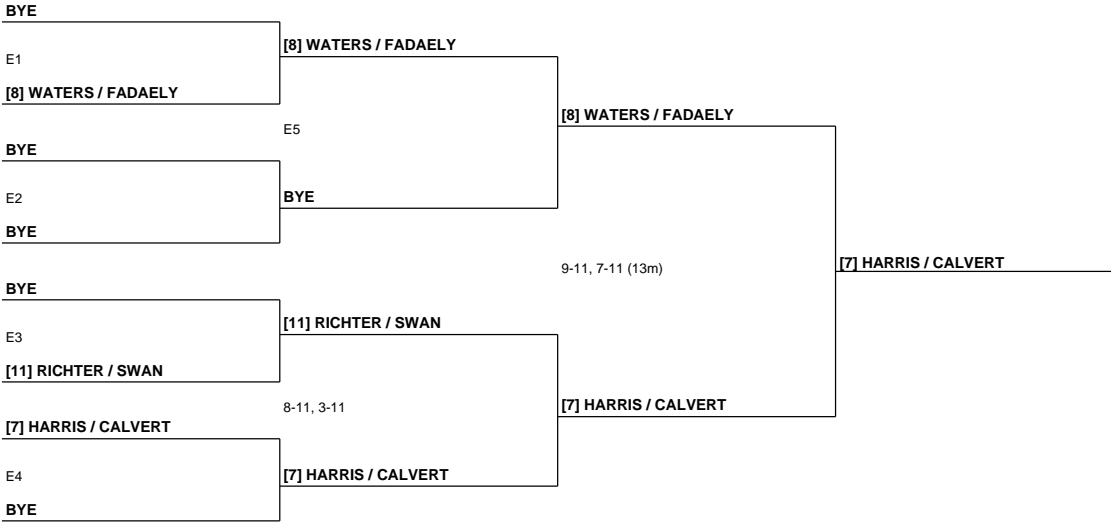 BYE
E1
[8] WATERS / FADAELY
BYE
E2
BYE
BYE
E3
[11] RICHTER / SWAN
[7] HARRIS / CALVERT
E4
BYE
[8] WATERS / FADAELY
E5
BYE
[11] RICHTER / SWAN
8-11, 3-11
[7] HARRIS / CALVERT
[8] WATERS / FADAELY
9-11, 7-11 (13m)
[7] HARRIS / CALVERT
[7] HARRIS / CALVERT